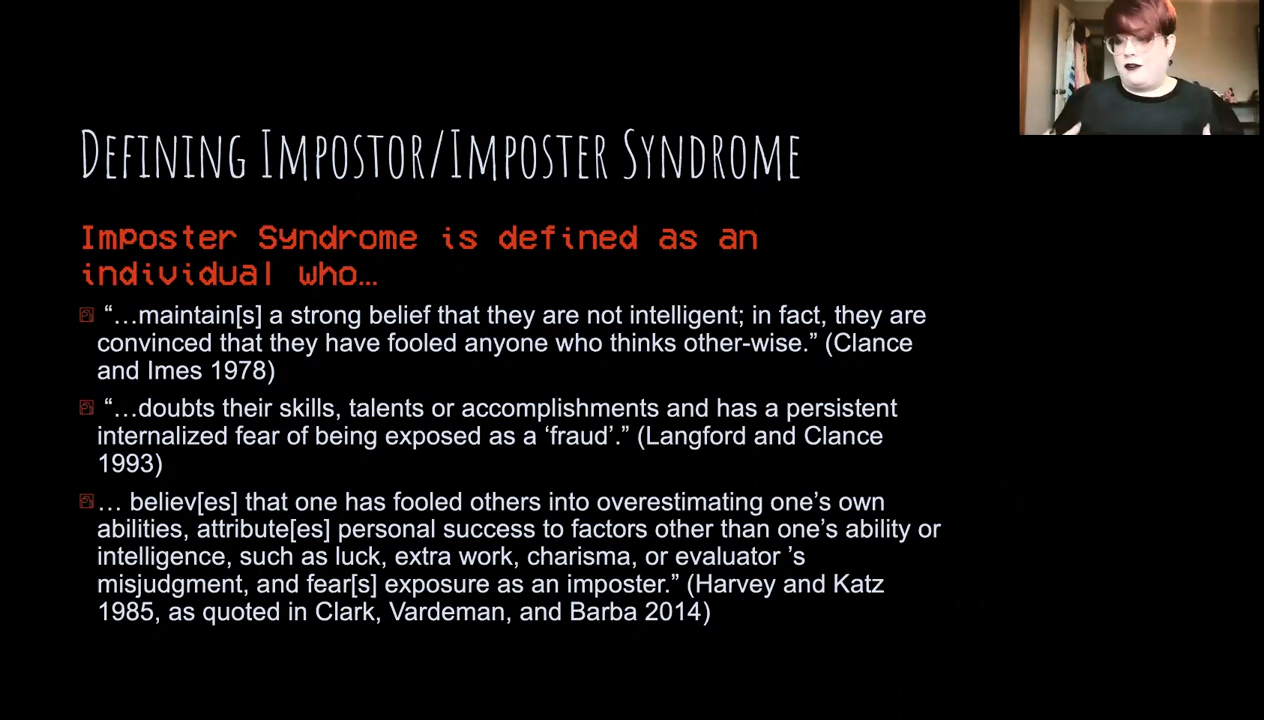 Defining Impostor/Imposter Syndrome
Imposter Syndrome is defined as an
individual who…
“…maintain[s] a strong belief that they are not intelligent; in fact, they are
convinced that they have fooled anyone who thinks other-wise.” (Clance
and Imes 1978)
“…doubts their skills, talents or accomplishments and has a persistent
internalized fear of being exposed as a ‘fraud’.” (Langford and Clance
1993)
… believ[es] that one has fooled others into overestimating one’s own
abilities, attribute[es] personal success to factors other than one’s ability or
intelligence, such as luck, extra work, charisma, or evaluator ’s
misjudgment, and fear[s] exposure as an imposter.” (Harvey and Katz
1985, as quoted in Clark, Vardeman, and Barba 2014)